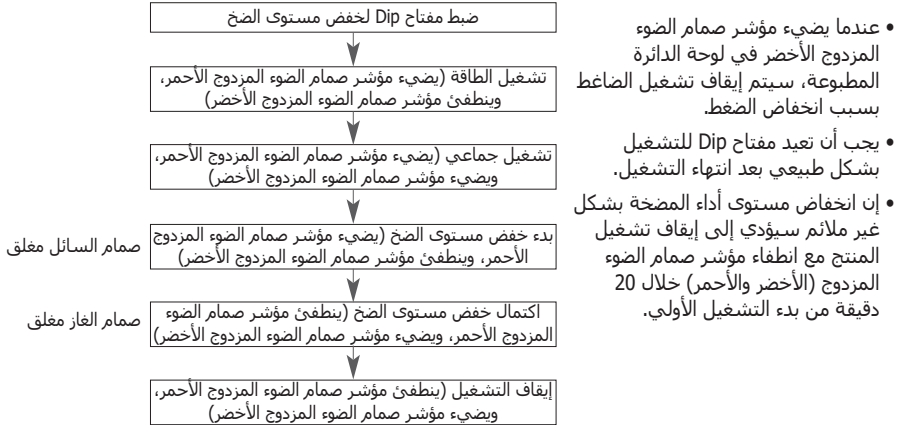 • عندما يضيء مؤشر صمام الضوء
المزدوج الأخضر في لوحة الدائرة
المطبوعة، سيتم إيقاف تشغيل الضاغط
بسبب انخفاض الضغط.
• يجب أن تعيد مفتاح Dip للتشغيل
بشكل طبيعي بعد انتهاء التشغيل.
• إن انخفاض مستوى أداء المضخة بشكل
غير ملائم سيؤدي إلى إيقاف تشغيل
المنتج مع انطفاء مؤشر صمام الضوء
المزدوج (الأخضر والأحمر) خلال 20
دقيقة من بدء التشغيل الأولي.
ضبط مفتاح Dip لخفض مستوى الضخ
تشغيل الطاقة (يضيء مؤشر صمام الضوء المزدوج الأحمر،
وينطفئ مؤشر صمام الضوء المزدوج الأخضر)
تشغيل جماعي (يضيء مؤشر صمام الضوء المزدوج الأحمر،
ويضيء مؤشر صمام الضوء المزدوج الأخضر)
بدء خفض مستوى الضخ (يضيء مؤشر صمام الضوء المزدوج
الأحمر، وينطفئ مؤشر صمام الضوء المزدوج الأخضر)
صمام السائل مغلق
اكتمال خفض مستوى الضخ (ينطفئ مؤشر صمام الضوء
المزدوج الأحمر، ويضيء مؤشر صمام الضوء المزدوج الأخضر)
صمام الغاز مغلق
إيقاف التشغيل (ينطفئ مؤشر صمام الضوء المزدوج الأحمر،
ويضيء مؤشر صمام الضوء المزدوج الأخضر)